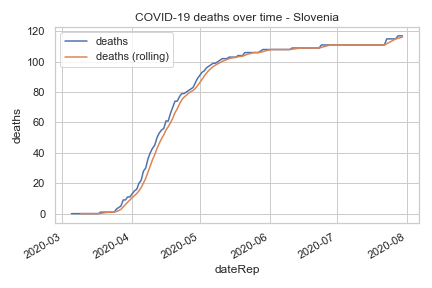 COVID-19 deaths over time - Slovenia
deaths
deaths (rolling)
120
100
80
60
40
20
0
deaths
2020-03
2020-04
2020-05
2020-06
2020-07
2020-08
dateRep